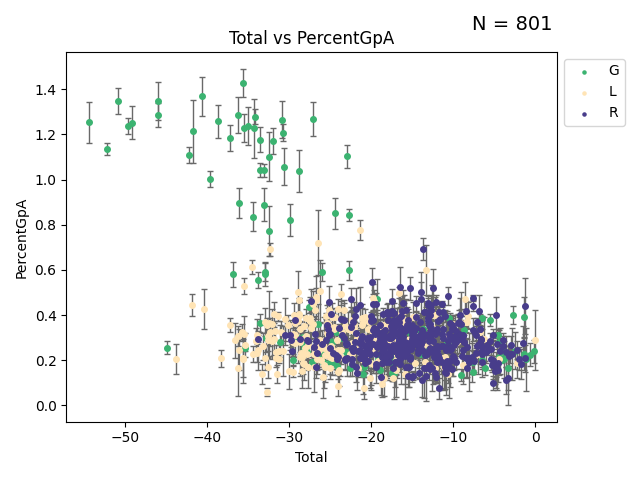 N = 801
Total vs PercentGpA
G
L
R
PercentGpA
1.4
1.2
1.0
0.8
0.6
0.4
0.2
0.0
−50 −40 −30 −20 −10 0
Total